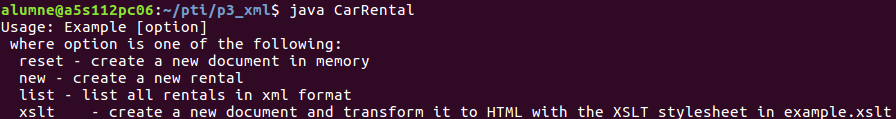 alumne@a5s112pc06:~/pti/p3_xml$ java CarRental
Usage: Example [option]
 where option is one of the following:
  reset - create a new document in memory
  new - create a new rental
  list - list all rentals in xml format
  xslt    - create a new document and transform it to HTML with the XSLT stylesheet in example.xslt